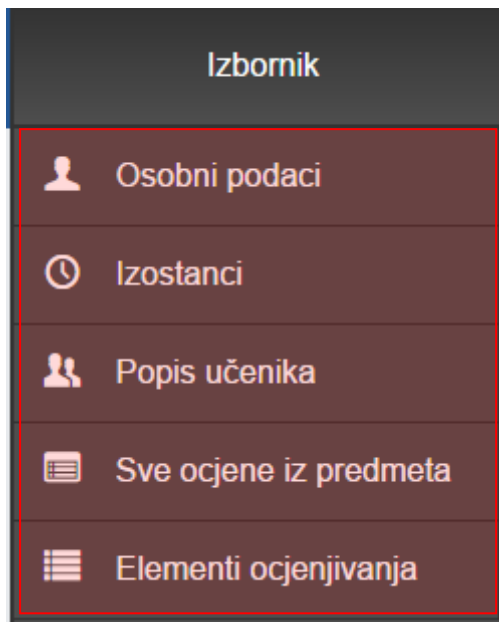 Izbornik
Osobni podaci
Izostanci
Popis učenika
Sve ocjene iz predmeta
Elementi ocjenjivanja